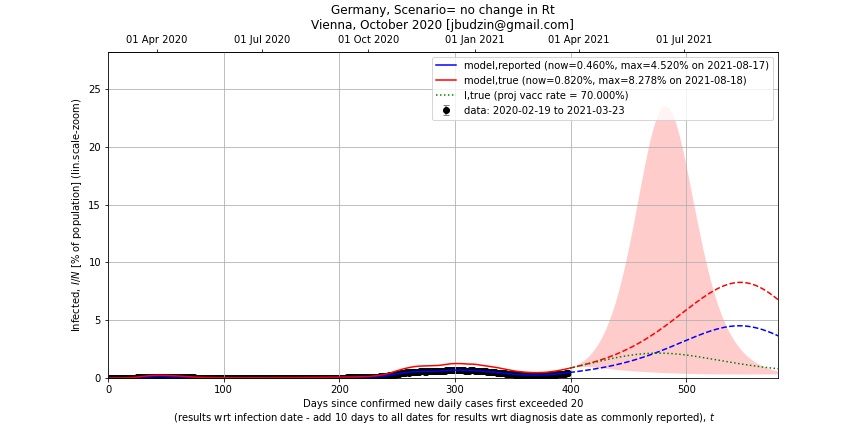 Germany, Scenario= no change in Rt
Vienna, October 2020 [jbudzin@gmail.com]
01 Apr 2020 01 Jul 2020 01 Oct 2020 01 Jan 2021 01 Apr 2021 01 Jul 2021
model,reported (now=0.460%, max=4.520% on 2021-08-17)
model,true (now=0.820%, max=8.278% on 2021-08-18)
I,true (proj vacc rate = 70.000%)
data: 2020-02-19 to 2021-03-23
Infected, I/N [% of population] (lin.scale-zoom)
25
20
15
10
5
0
0 100 200 300 400 500
Days since confirmed new daily cases first exceeded 20
(results wrt infection date - add 10 days to all dates for results wrt diagnosis date as commonly reported), t